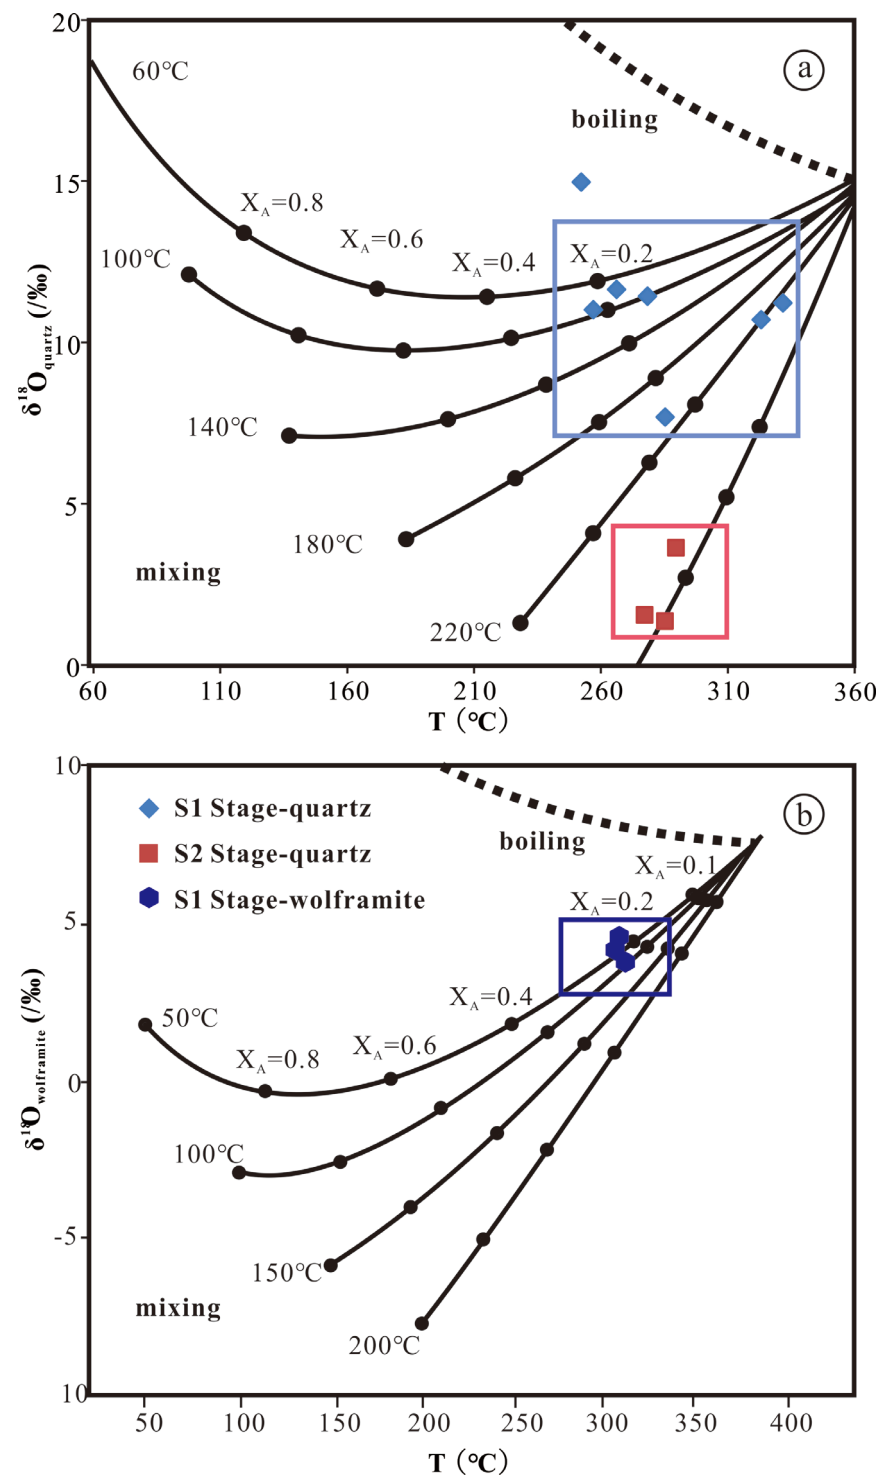 20
60℃
ⓐ
boiling
15
X_A=0.8
X_A=0.6
X_A=0.4
X_A=0.2
100℃
δ¹⁸O_quartz (/‰)
10
140℃
5
180℃
mixing
220℃
0
60 110 160 210 260 310 360
T (℃)
10
S1 Stage-quartz
ⓑ
boiling
S2 Stage-quartz
X_A=0.1
S1 Stage-wolframite
X_A=0.2
5
50℃
X_A=0.4
X_A=0.6
X_A=0.8
δ¹⁸O_wolframite (/‰)
0
100℃
-5
150℃
mixing
200℃
10
50 100 150 200 250 300 350 400
T (℃)